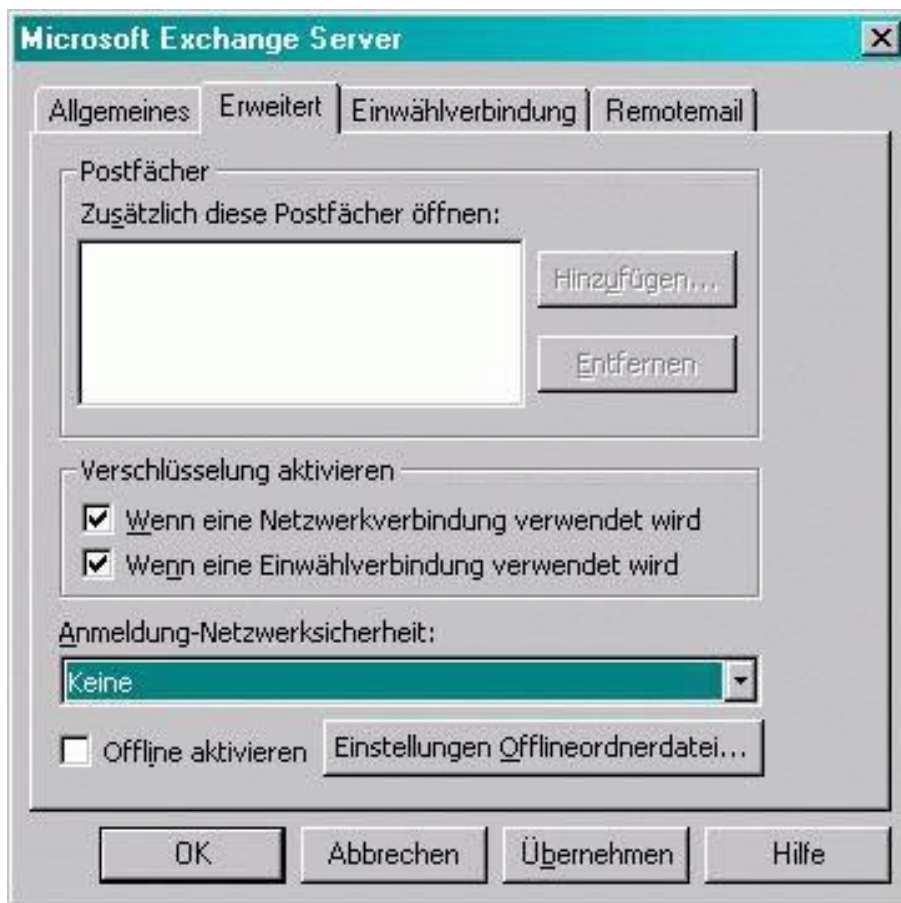 Microsoft Exchange Server
Allgemeines Erweitert Einwählverbindung Remotemail
Postfächer
Zusätzlich diese Postfächer öffnen:
Hinzufügen...
Entfernen
Verschlüsselung aktivieren
Wenn eine Netzwerkverbindung verwendet wird
Wenn eine Einwählverbindung verwendet wird
Anmeldung-Netzwerksicherheit:
Keine
Offline aktivieren Einstellungen Offlineordnerdatei...
OK Abbrechen Übernehmen Hilfe